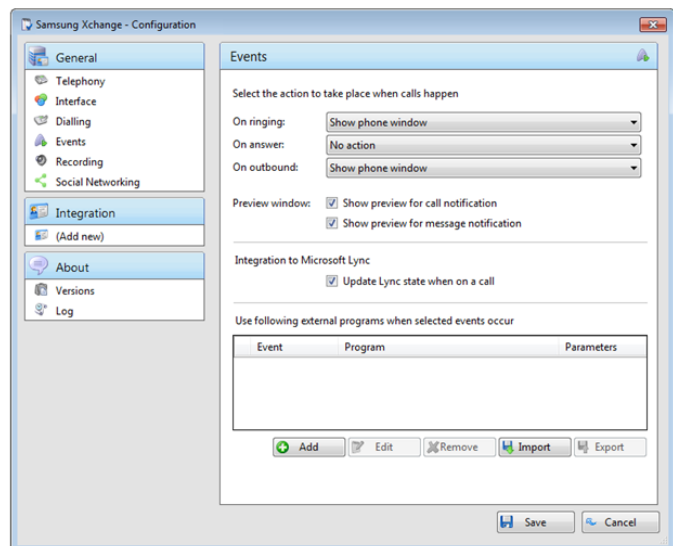 Samsung Xchange - Configuration
General
Telephony
Interface
Dialling
Events
Recording
Social Networking
Integration
(Add new)
About
Versions
Log
Events
Select the action to take place when calls happen
On ringing: Show phone window
On answer: No action
On outbound: Show phone window
Preview window: Show preview for call notification
Show preview for message notification
Integration to Microsoft Lync
Update Lync state when on a call
Use following external programs when selected events occur
Event Program Parameters
Add Edit Remove Import Export
Save Cancel